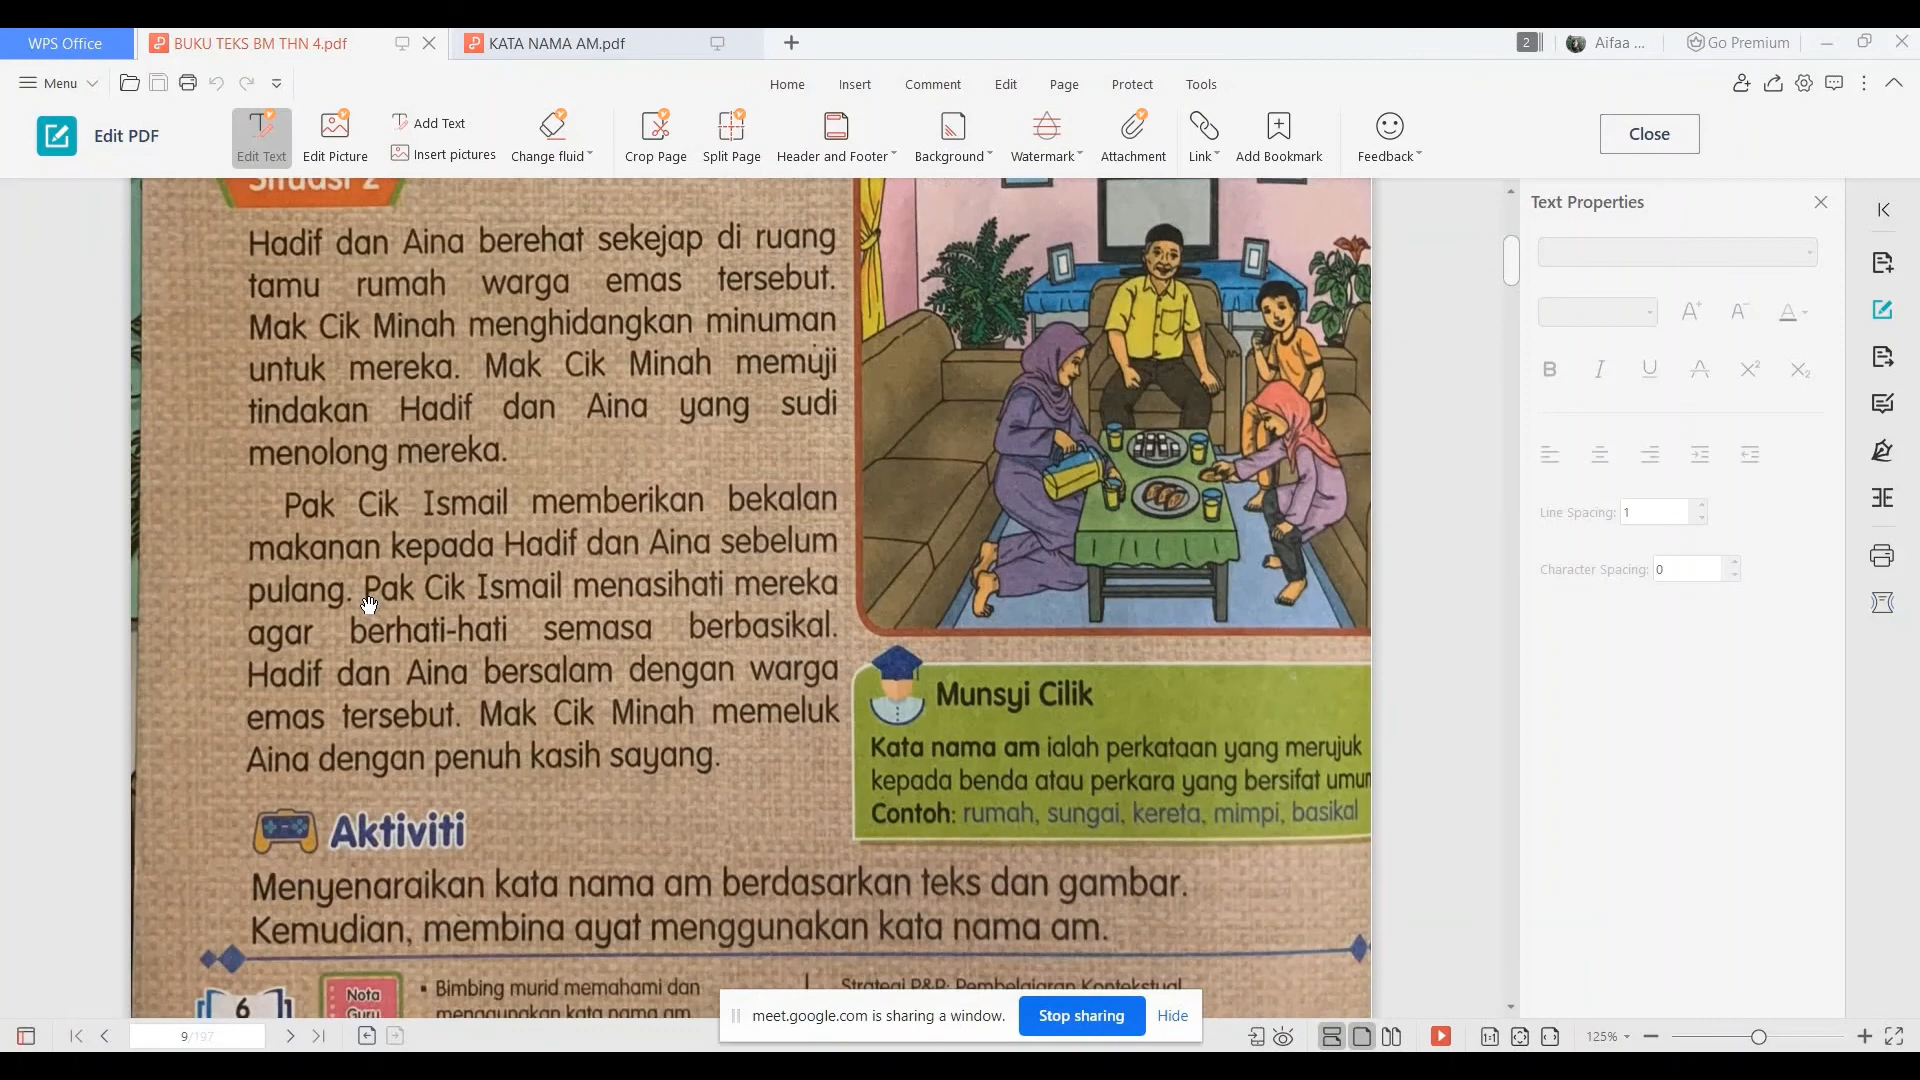 WPS Office
BUKU TEKS BM THN 4.pdf
KATA NAMA AM.pdf
2
Aifaa ...
Go Premium
Menu
Home
Insert
Comment
Edit
Page
Protect
Tools
Edit PDF
Edit Text
Edit Picture
Add Text
Insert pictures
Change fluid
Crop Page
Split Page
Header and Footer
Background
Watermark
Attachment
Link
Add Bookmark
Feedback
Close
Situasi 2
Hadif dan Aina berehat sekejap di ruang
tamu rumah warga emas tersebut.
Mak Cik Minah menghidangkan minuman
untuk mereka. Mak Cik Minah memuji
tindakan Hadif dan Aina yang sudi
menolong mereka.
Pak Cik Ismail memberikan bekalan
makanan kepada Hadif dan Aina sebelum
pulang. Pak Cik Ismail menasihati mereka
agar berhati-hati semasa berbasikal.
Hadif dan Aina bersalam dengan warga
emas tersebut. Mak Cik Minah memeluk
Aina dengan penuh kasih sayang.
Munsyi Cilik
Kata nama am ialah perkataan yang merujuk
kepada benda atau perkara yang bersifat umum
Contoh: rumah, sungai, kereta, mimpi, basikal
Aktiviti
Menyenaraikan kata nama am berdasarkan teks dan gambar.
Kemudian, membina ayat menggunakan kata nama am.
6
Nota
Guru
• Bimbing murid memahami dan
menggunakan kata nama am
Strategi P&P: Pembelajaran Kontekstual
Text Properties
Line Spacing: 1
Character Spacing: 0
meet.google.com is sharing a window.
Stop sharing
Hide
9/197
125%